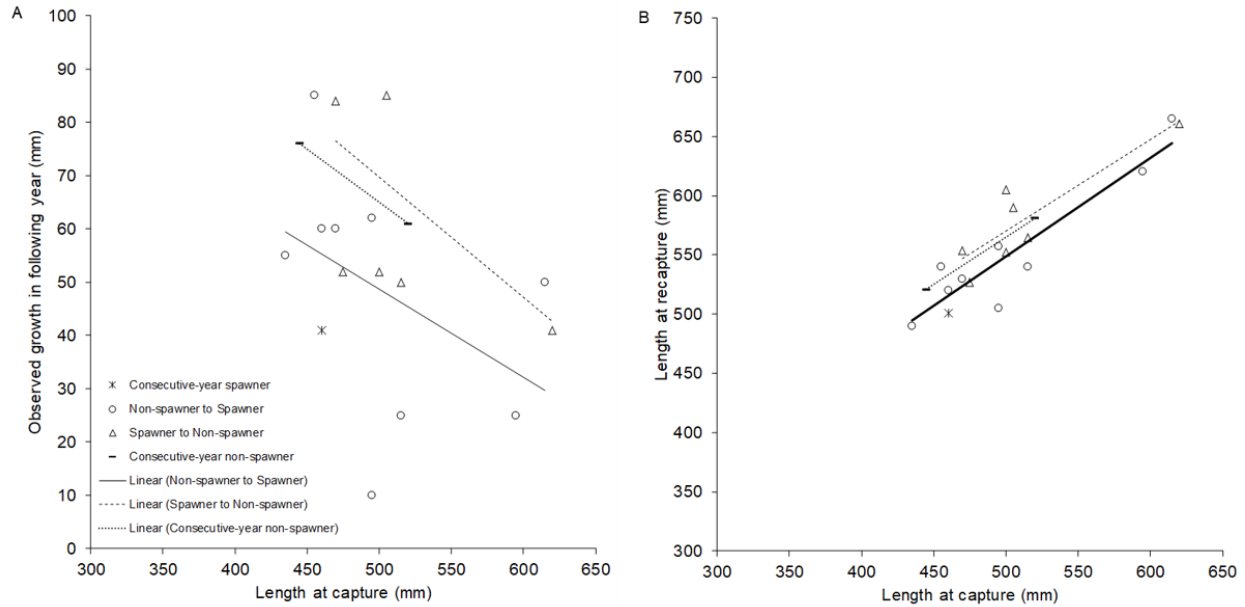 A
100
90
80
70
60
50
40
30
20
10
0
Observed growth in following year (mm)
Consecutive-year spawner
Non-spawner to Spawner
Spawner to Non-spawner
Consecutive-year non-spawner
Linear (Non-spawner to Spawner)
Linear (Spawner to Non-spawner)
Linear (Consecutive-year non-spawner)
300 350 400 450 500 550 600 650
Length at capture (mm)
B
750
700
650
600
550
500
450
400
350
300
Length at recapture (mm)
300 350 400 450 500 550 600 650
Length at capture (mm)